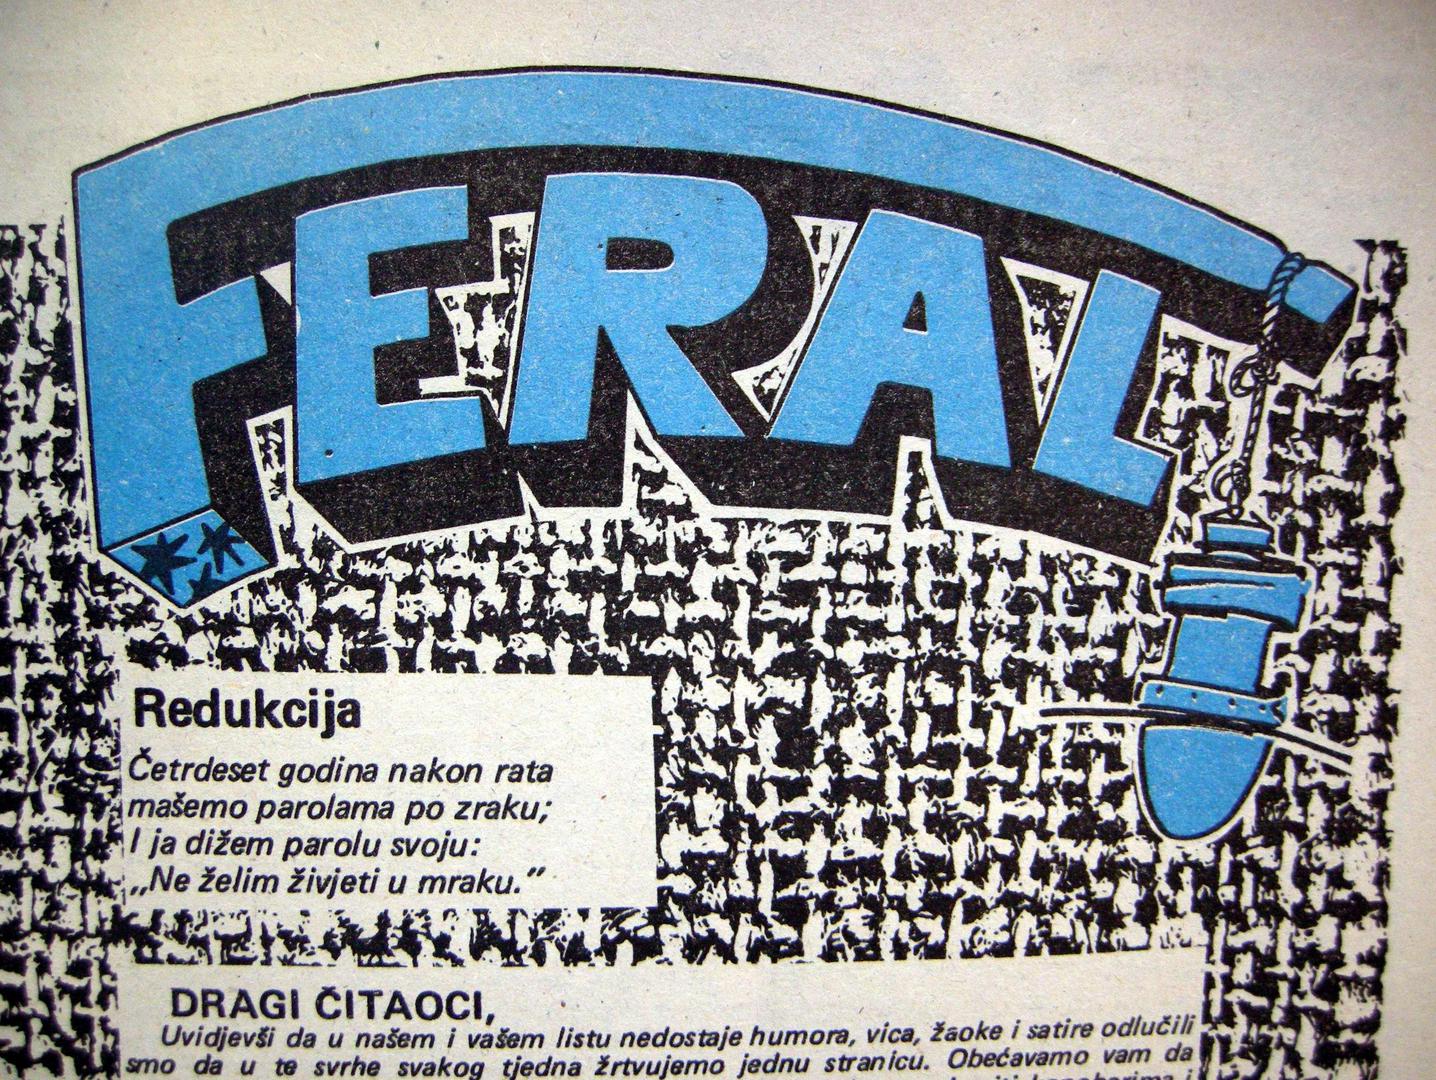 FERAL
Redukcija
Četrdeset godina nakon rata
mašemo parolama po zraku;
I ja dižem parolu svoju:
„Ne želim živjeti u mraku.”
DRAGI ČITAOCI,
Uvidjevši da u našem i vašem listu nedostaje humora, vica, žaoke i satire odlučili
smo da u te svrhe svakog tjedna žrtvujemo jednu stranicu. Obećavamo vam da